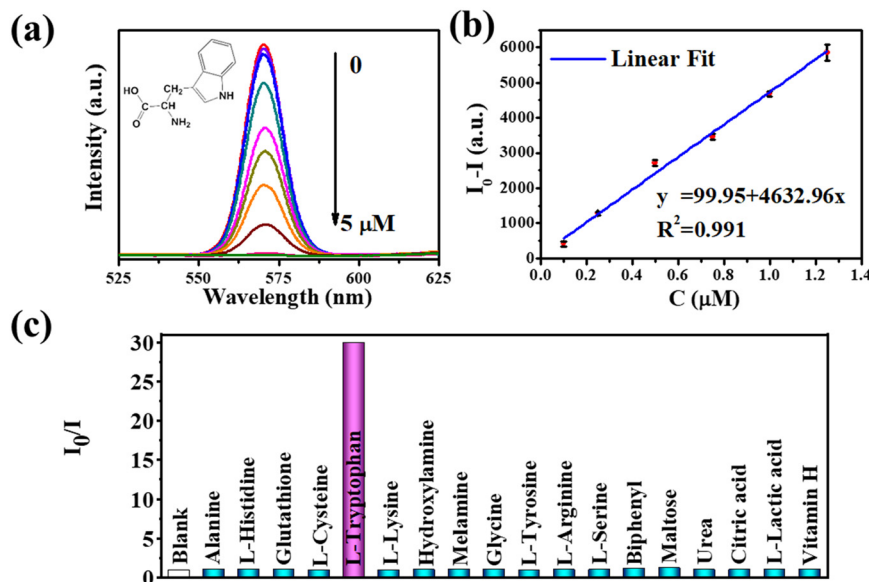 (a)
Intensity (a.u.)
HO
C
O
CH
CH₂
NH₂
NH
0
5 μM
525
550
575
600
625
Wavelength (nm)
(b)
I₀-I (a.u.)
6000
5000
4000
3000
2000
1000
0
Linear Fit
y =99.95+4632.96x
R²=0.991
0.0 0.2 0.4 0.6 0.8 1.0 1.2 1.4
C (μM)
(c)
I₀/I
30
25
20
15
10
5
0
Blank
Alanine
L-Histidine
Glutathione
L-Cysteine
L-Tryptophan
L-Lysine
Hydroxylamine
Melamine
Glycine
L-Tyrosine
L-Arginine
L-Serine
Biphenyl
Maltose
Urea
Citric acid
L-Lactic acid
Vitamin H